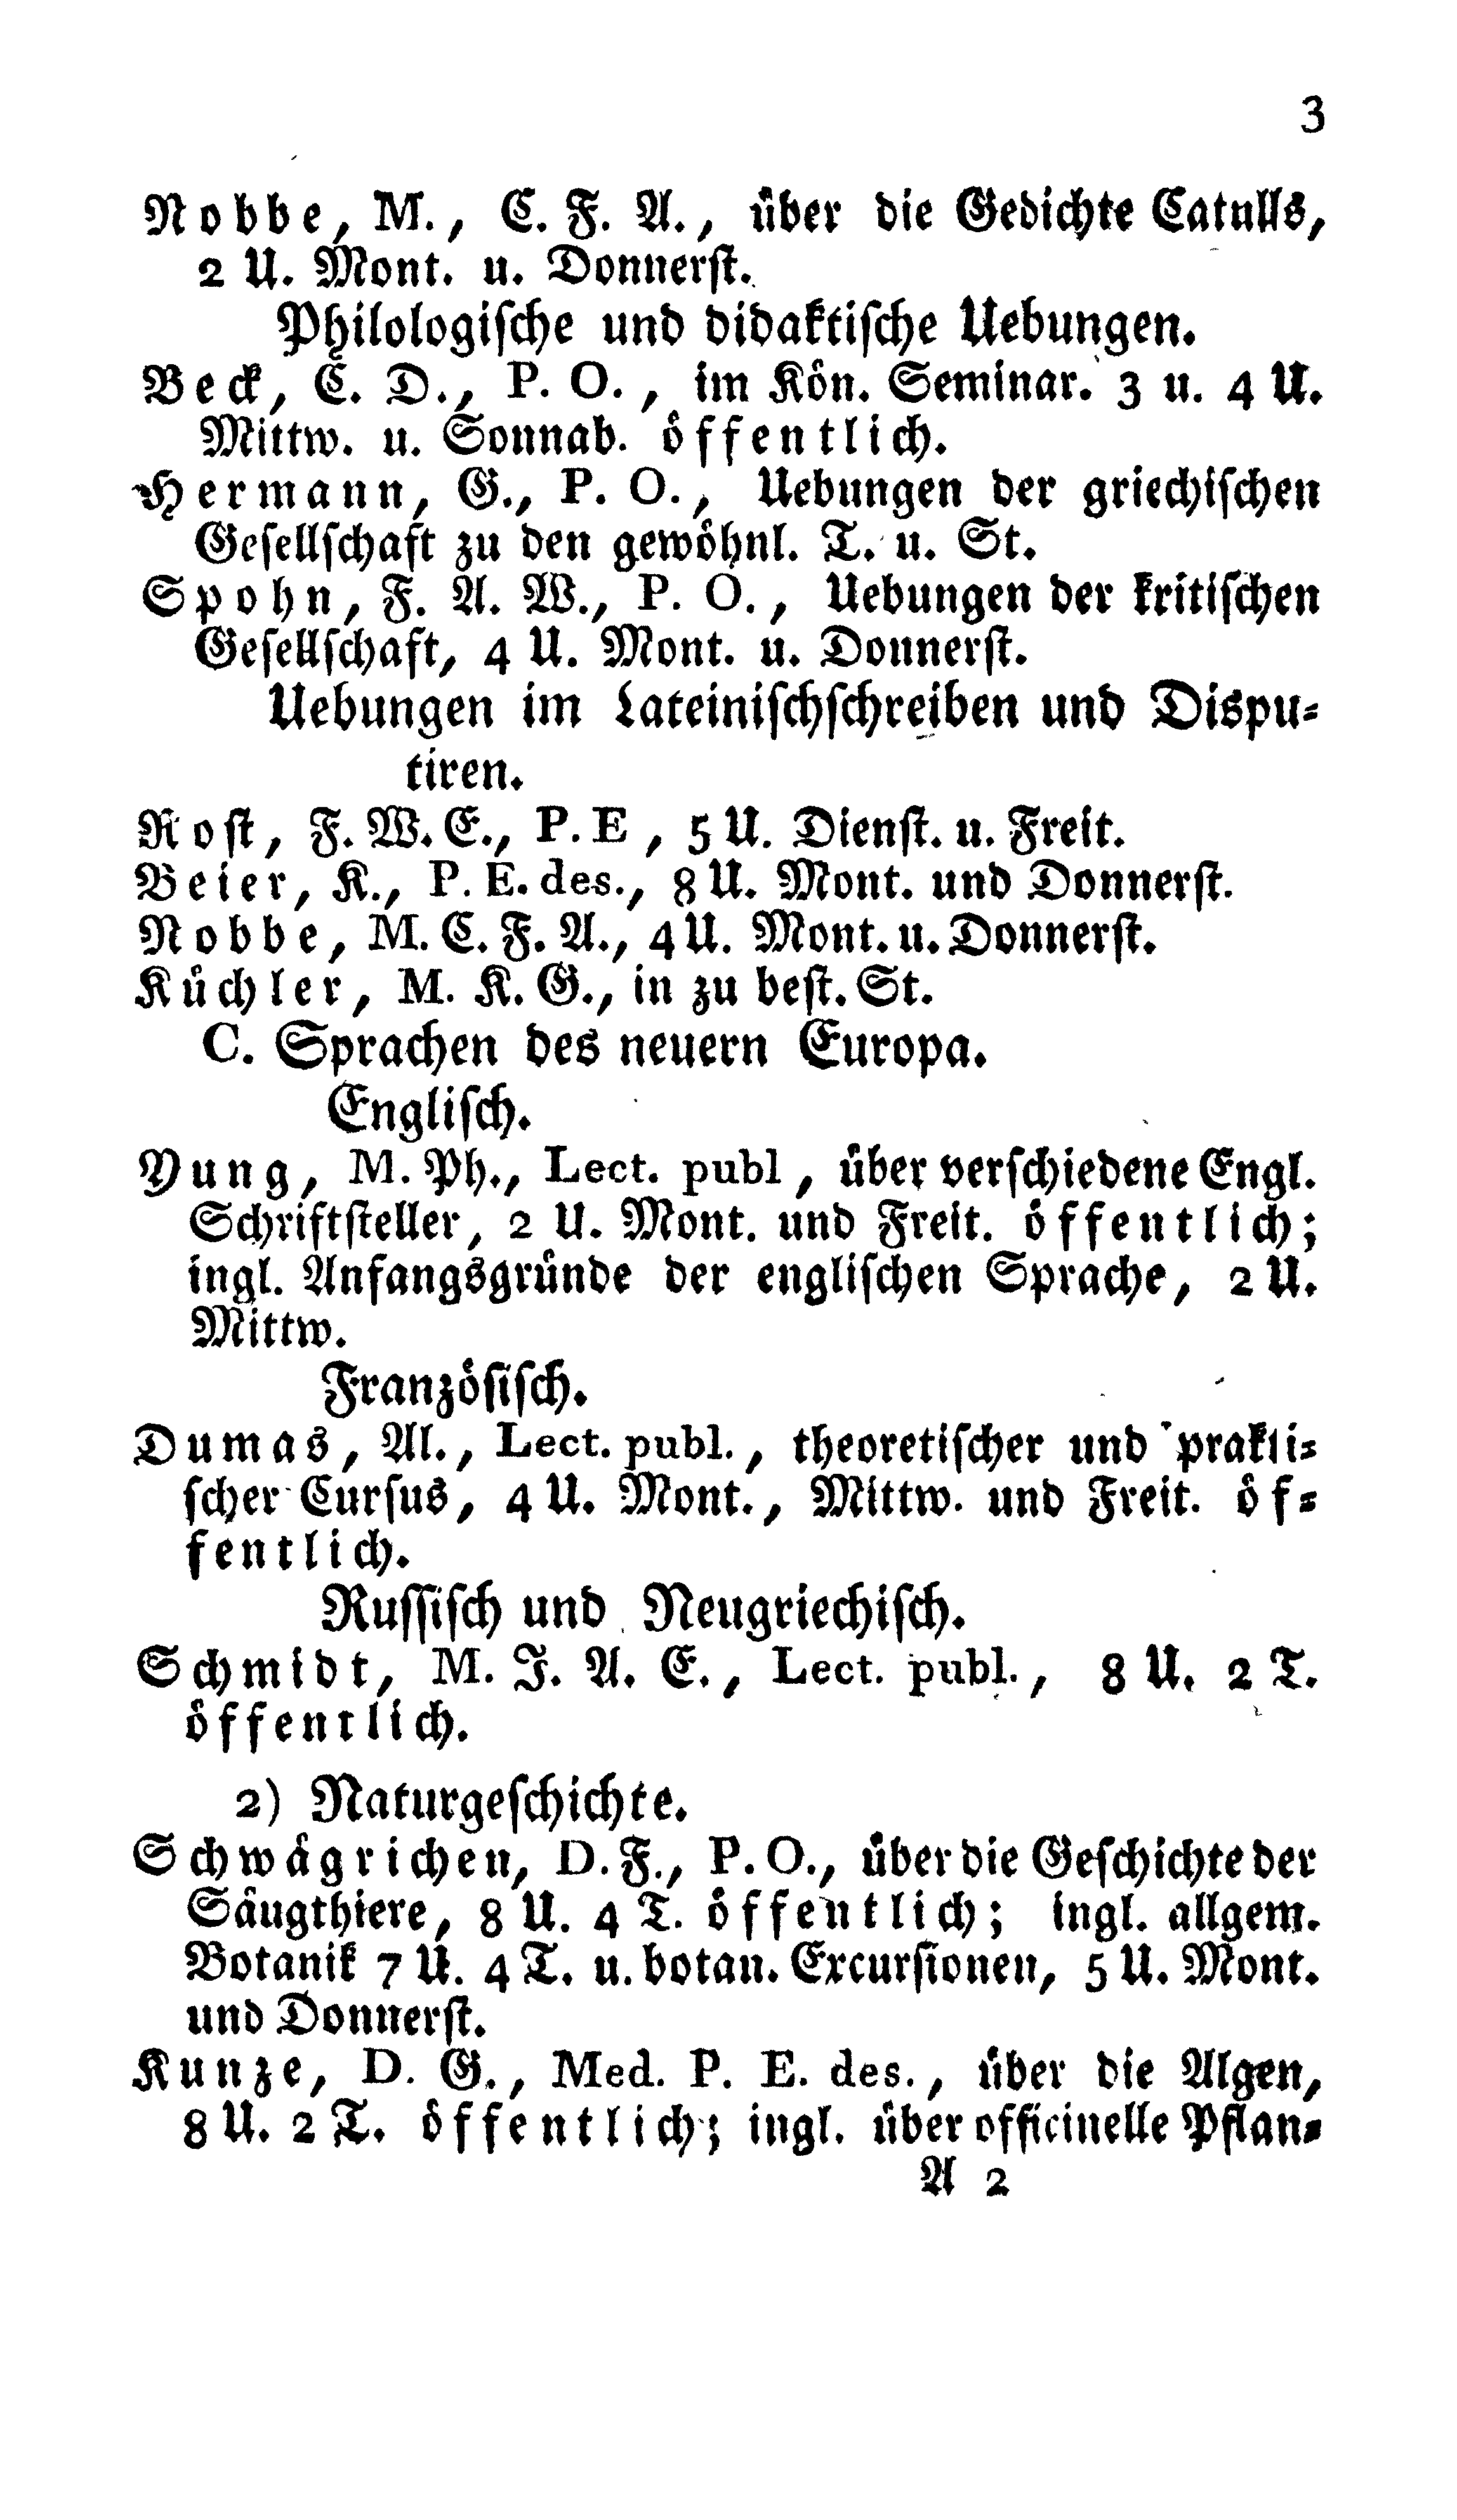 3
Nobbe, M., C. F. A., über die Gedichte Catulls,
2 U. Mont. u. Donnerst.
Philologische und didaktische Uebungen.
Beck, C. D., P. O., im Kön. Seminar. 3 u. 4 U.
Mittw. u. Sonnab. öffentlich.
Hermann, G., P. O., Uebungen der griechischen
Gesellschaft zu den gewöhnl. T. u. St.
Spohn, F. A. W., P. O., Uebungen der kritischen
Gesellschaft, 4 U. Mont. u. Donnerst.
Uebungen im Lateinischschreiben und Dispu-
tiren.
Rost, F. W. E., P. E, 5 U. Dienst. u. Freit.
Beier, K., P. E. des., 8 U. Mont. und Donnerst.
Nobbe, M. C. F. A., 4 U. Mont. u. Donnerst.
Küchler, M. K. G., in zu best. St.
C. Sprachen des neuern Europa.
Englisch.
Yung, M. Ph., Lect. publ, über verschiedene Engl.
Schriftsteller, 2 U. Mont. und Freit. öffentlich;
ingl. Anfangsgründe der englischen Sprache, 2 U.
Mittw.
Französisch.
Dumas, Al., Lect. publ., theoretischer und prakti-
scher Cursus, 4 U. Mont., Mittw. und Freit. öf-
fentlich.
Russisch und Neugriechisch.
Schmidt, M. J. A. E., Lect. publ., 8 U. 2 T.
öffentlich.
2) Naturgeschichte.
Schwägrichen, D. F., P. O., über die Geschichte der
Säugthiere, 8 U. 4 T. öffentlich; ingl. allgem.
Botanik 7 U. 4 T. u. botan. Excursionen, 5 U. Mont.
und Donnerst.
Kunze, D. G., Med. P. E. des., über die Algen,
8 U. 2 T. öffentlich; ingl. über officinelle Pflan-
A 2